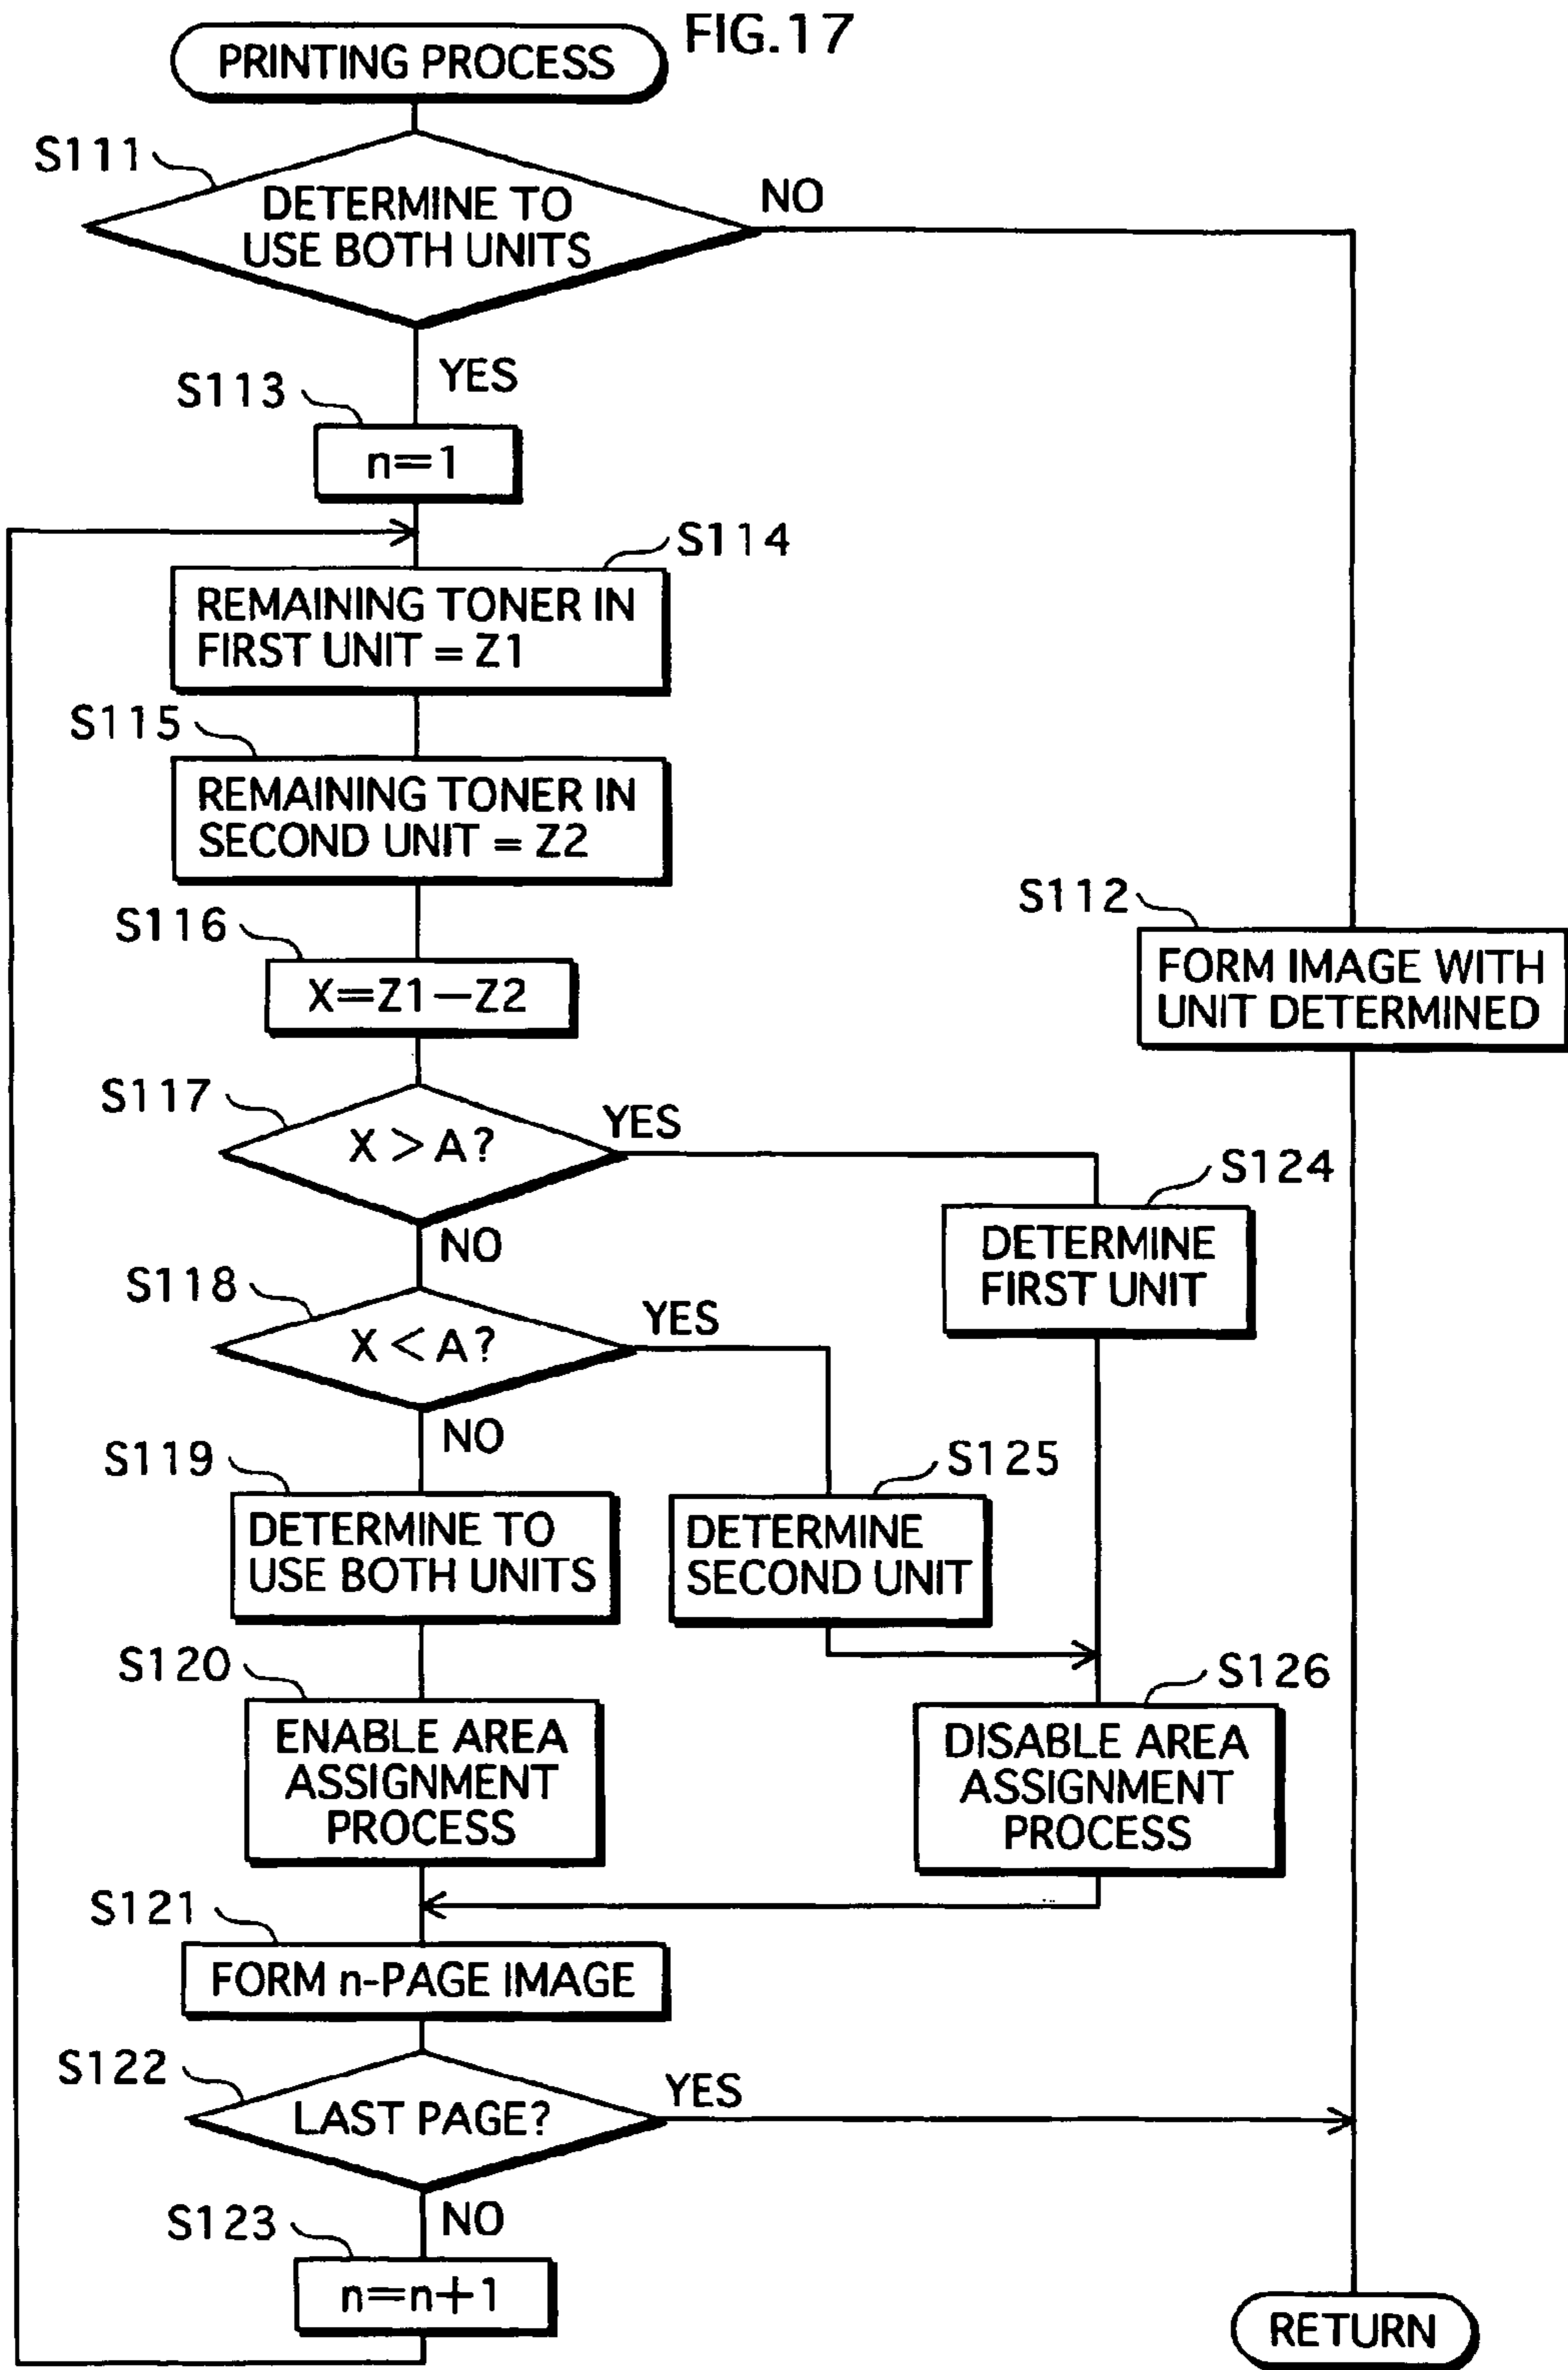 FIG.17
PRINTING PROCESS
S111
DETERMINE TO
USE BOTH UNITS
NO
YES
S113
n=1
S114
REMAINING TONER IN
FIRST UNIT = Z1
S115
REMAINING TONER IN
SECOND UNIT = Z2
S116
X=Z1-Z2
S112
FORM IMAGE WITH
UNIT DETERMINED
S117
X > A?
YES
NO
S124
DETERMINE
FIRST UNIT
S118
X < A?
YES
NO
S119
DETERMINE TO
USE BOTH UNITS
S125
DETERMINE
SECOND UNIT
S120
ENABLE AREA
ASSIGNMENT
PROCESS
S126
DISABLE AREA
ASSIGNMENT
PROCESS
S121
FORM n-PAGE IMAGE
S122
LAST PAGE?
YES
NO
S123
n=n+1
RETURN